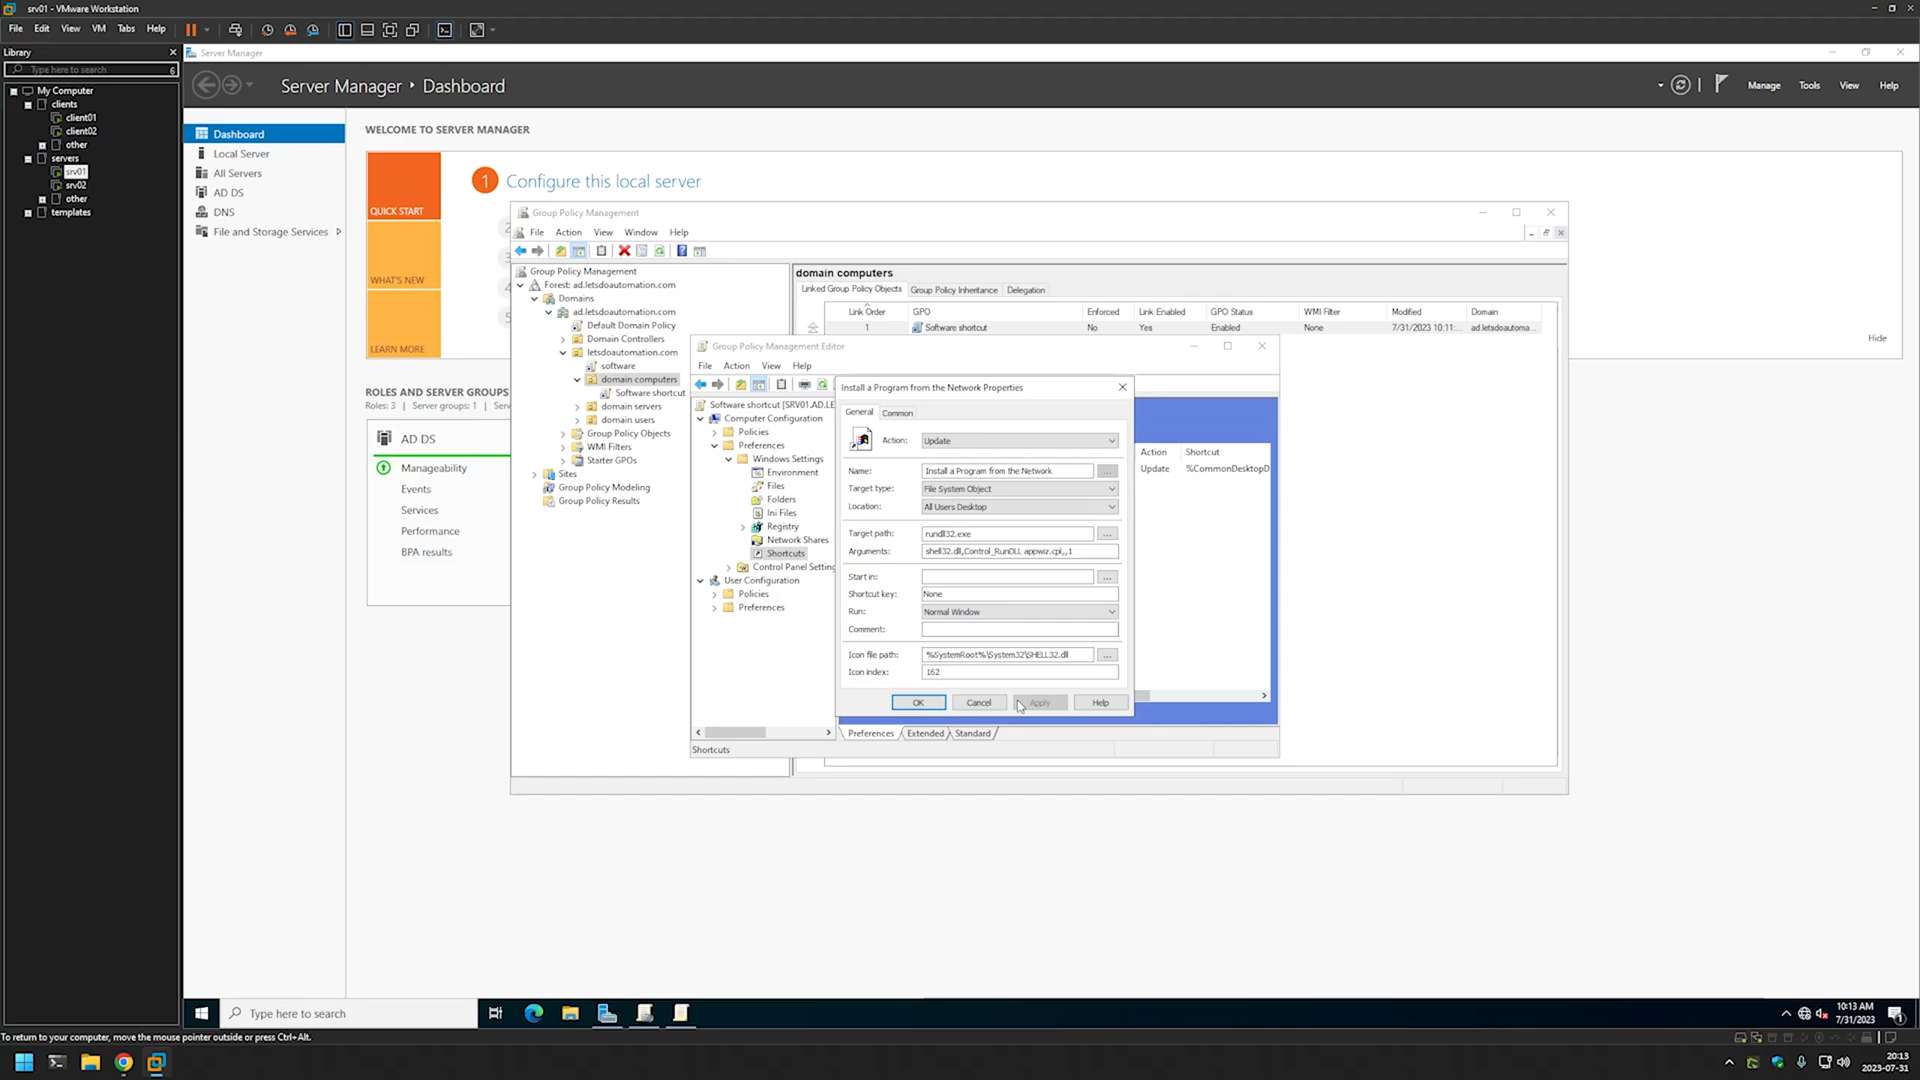 srv01 - VMware Workstation
File Edit View VM Tabs Help
Library
Type here to search
My Computer
clients
client01
client02
other
servers
srv01
srv02
other
templates
Server Manager
Server Manager Dashboard
Manage Tools View Help
Dashboard
Local Server
All Servers
AD DS
DNS
File and Storage Services
WELCOME TO SERVER MANAGER
QUICK START
WHAT'S NEW
LEARN MORE
1 Configure this local server
Hide
ROLES AND SERVER GROUPS
Roles: 3 | Server groups: 1 | Serv
AD DS
Manageability
Events
Services
Performance
BPA results
Group Policy Management
File Action View Window Help
Group Policy Management
Forest: ad.letsdoautomation.com
Domains
ad.letsdoautomation.com
Default Domain Policy
Domain Controllers
letsdoautomation.com
software
domain computers
Software shortcut
domain servers
domain users
Group Policy Objects
WMI Filters
Starter GPOs
Sites
Group Policy Modeling
Group Policy Results
domain computers
Linked Group Policy Objects Group Policy Inheritance Delegation
Link Order GPO Enforced Link Enabled GPO Status WMI Filter Modified Domain
1 Software shortcut No Yes Enabled None 7/31/2023 10:11:... ad.letsdoautoma...
Group Policy Management Editor
File Action View Help
Software shortcut [SRV01.AD.LE
Computer Configuration
Policies
Preferences
Windows Settings
Environment
Files
Folders
Ini Files
Registry
Network Shares
Shortcuts
Control Panel Setting
User Configuration
Policies
Preferences
Action Shortcut
Update %CommonDesktopD
Preferences Extended Standard
Shortcuts
Install a Program from the Network Properties
General Common
Action: Update
Name: Install a Program from the Network ...
Target type: File System Object
Location: All Users Desktop
Target path: rundll32.exe ...
Arguments: shell32.dll,Control_RunDLL appwiz.cpl,,1
Start in: ...
Shortcut key: None
Run: Normal Window
Comment:
Icon file path: %SystemRoot%\System32\SHELL32.dll ...
Icon index: 162
OK Cancel Apply Help
Type here to search
10:13 AM
7/31/2023
To return to your computer, move the mouse pointer outside or press Ctrl+Alt.
20:13
2023-07-31